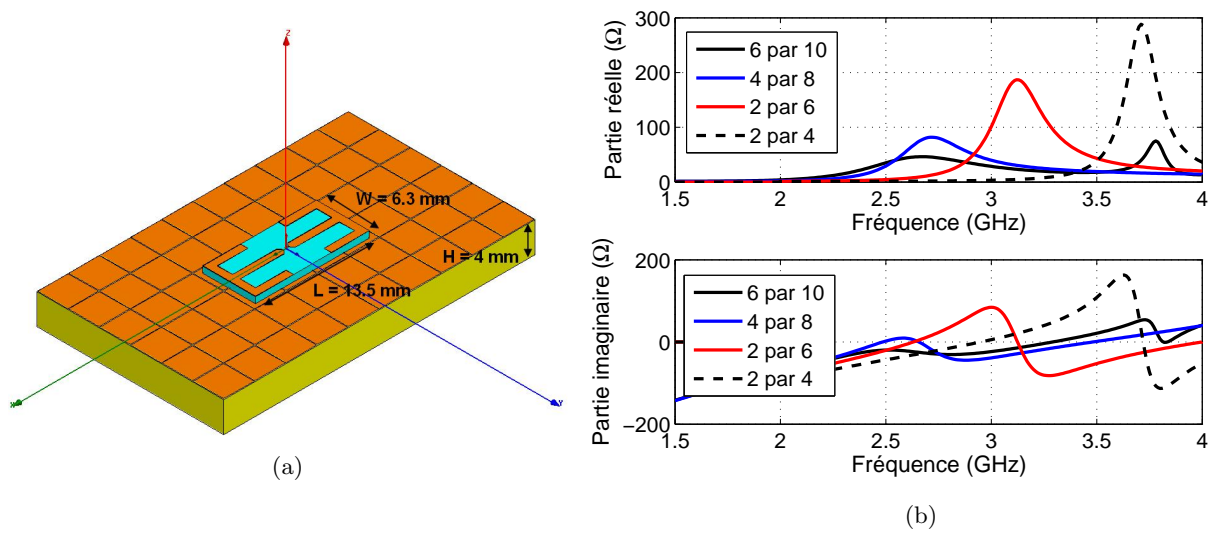 z
W = 6.3 mm
H = 4 mm
L = 13.5 mm
x
y
(a)
300
200
100
0
1.5
2
2.5
3
3.5
4
Partie réelle (Ω)
Fréquence (GHz)
6 par 10
4 par 8
2 par 6
2 par 4
200
0
−200
1.5
2
2.5
3
3.5
4
Partie imaginaire (Ω)
Fréquence (GHz)
6 par 10
4 par 8
2 par 6
2 par 4
(b)